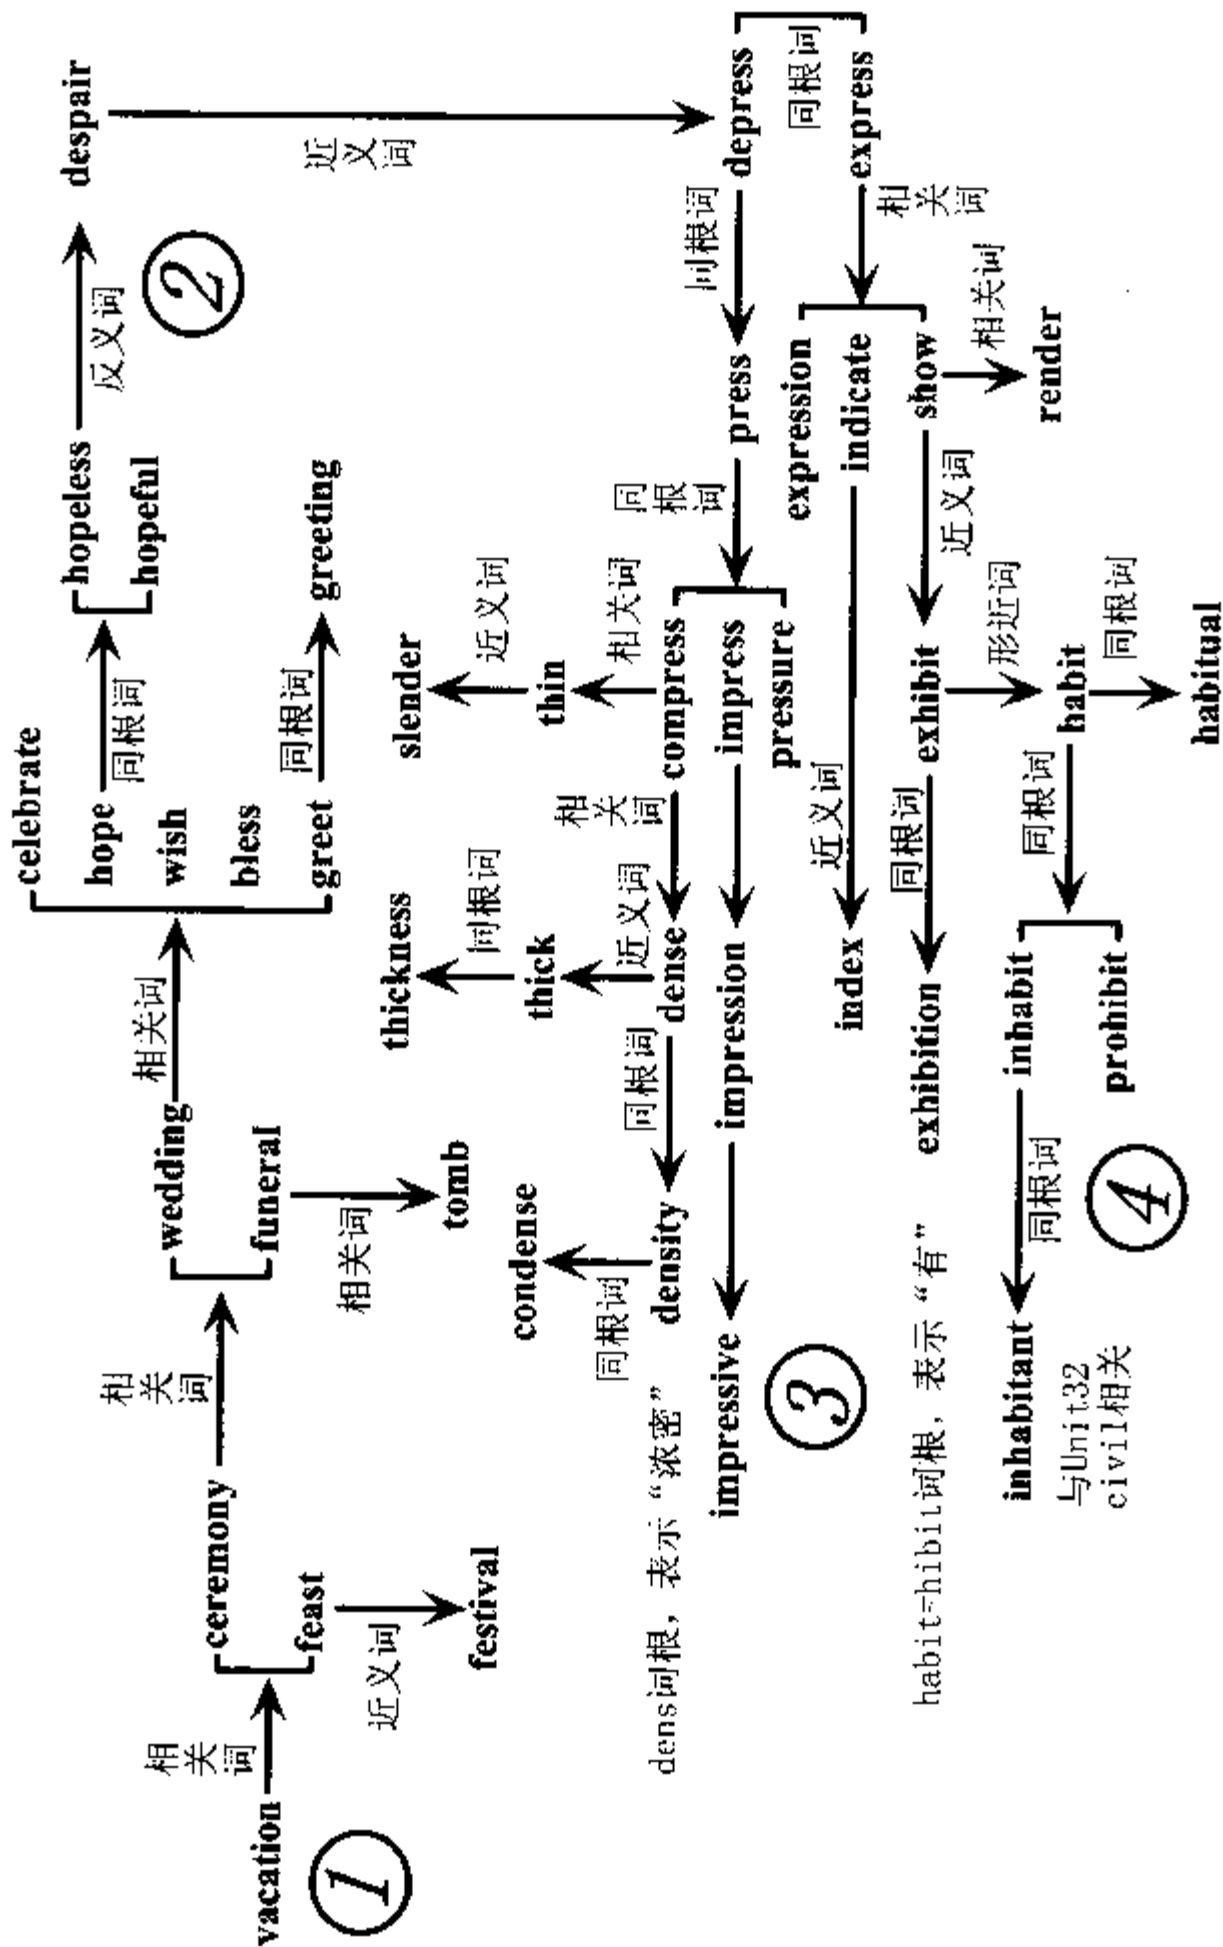 vacation
①
相关词
ceremony
feast
近义词
festival
相关词
wedding
funeral
相关词
tomb
相关词
celebrate
hope
wish
bless
greet
同根词
greeting
同根词
hopeless
hopeful
反义词
②
despair
近义词
depress
同根词
express
同根词
press
同根词
compress
impress
pressure
相关词
thin
近义词
slender
相关词
dense
近义词
thick
同根词
thickness
同根词
density
同根词
condense
impression
impressive
③
dens词根，表示“浓密”
相关词
expression
indicate
show
相关词
render
近义词
index
近义词
exhibit
同根词
exhibition
形近词
habit
同根词
habitual
同根词
inhabit
prohibit
同根词
inhabitant
④
与Unit32
civil相关
habit=hibit词根，表示“有”